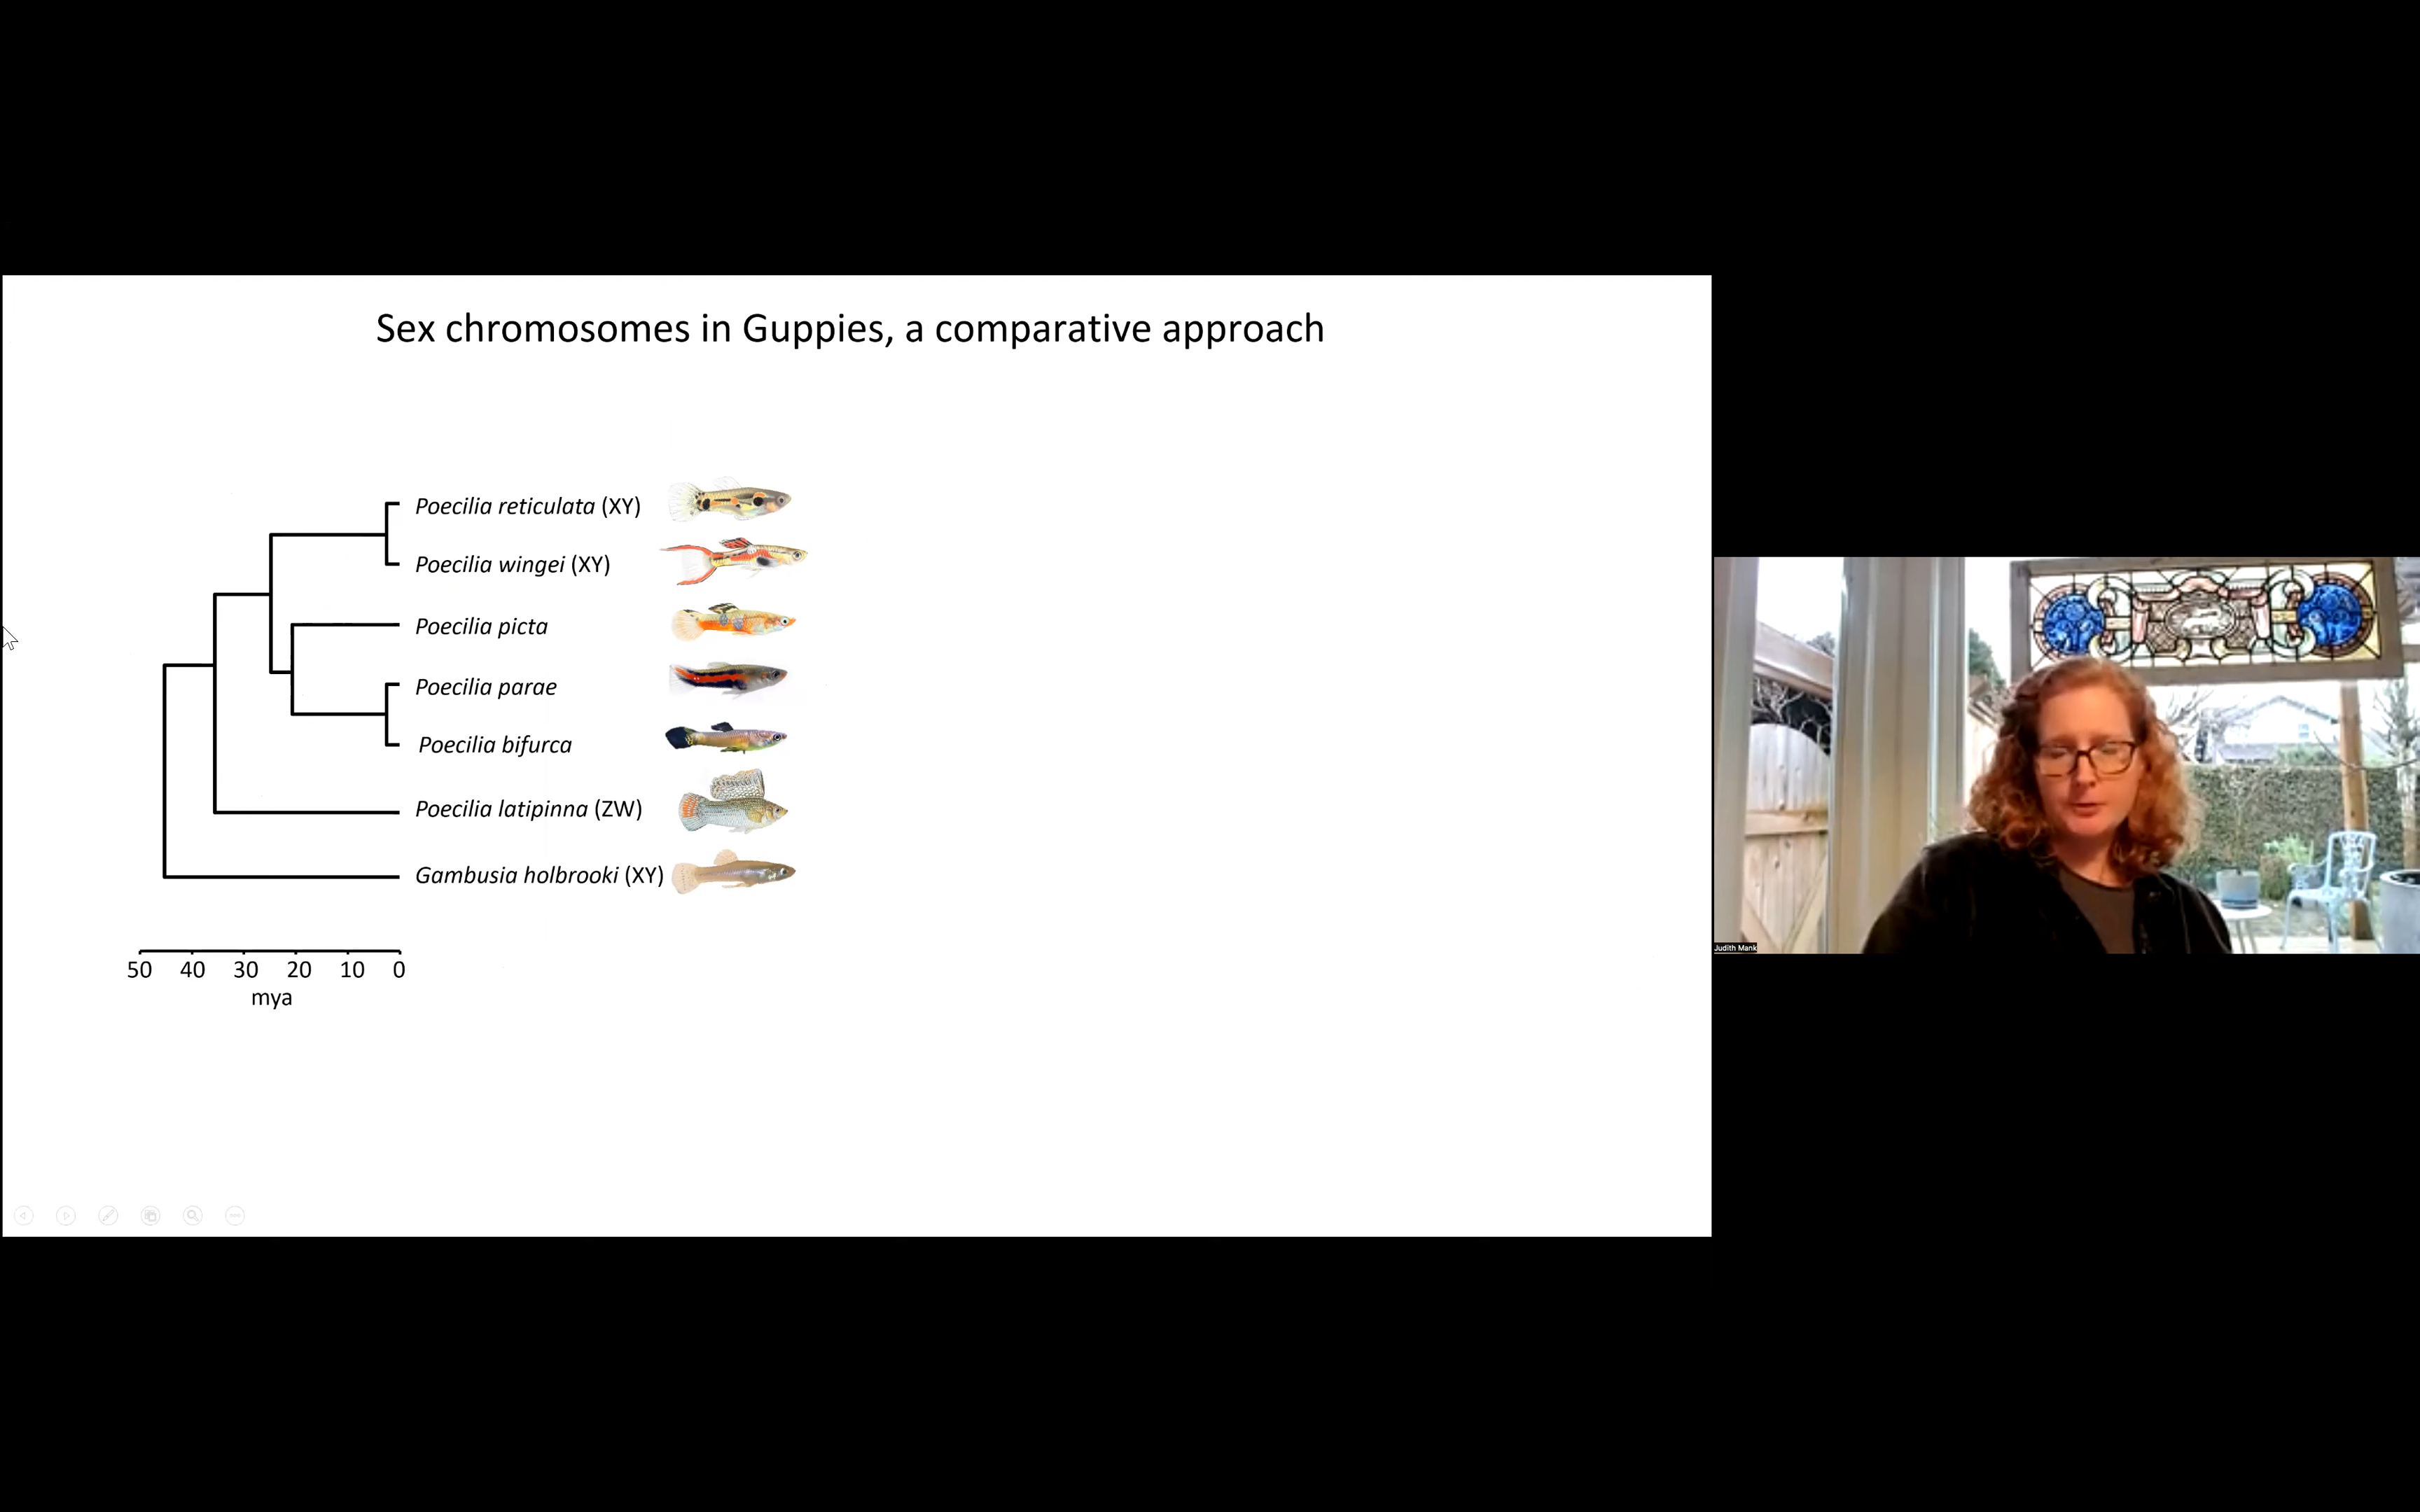 Sex chromosomes in Guppies, a comparative approach
Poecilia reticulata (XY)
Poecilia wingei (XY)
Poecilia picta
Poecilia parae
Poecilia bifurca
Poecilia latipinna (ZW)
Gambusia holbrooki (XY)
50 40 30 20 10 0
mya
Judith Mank